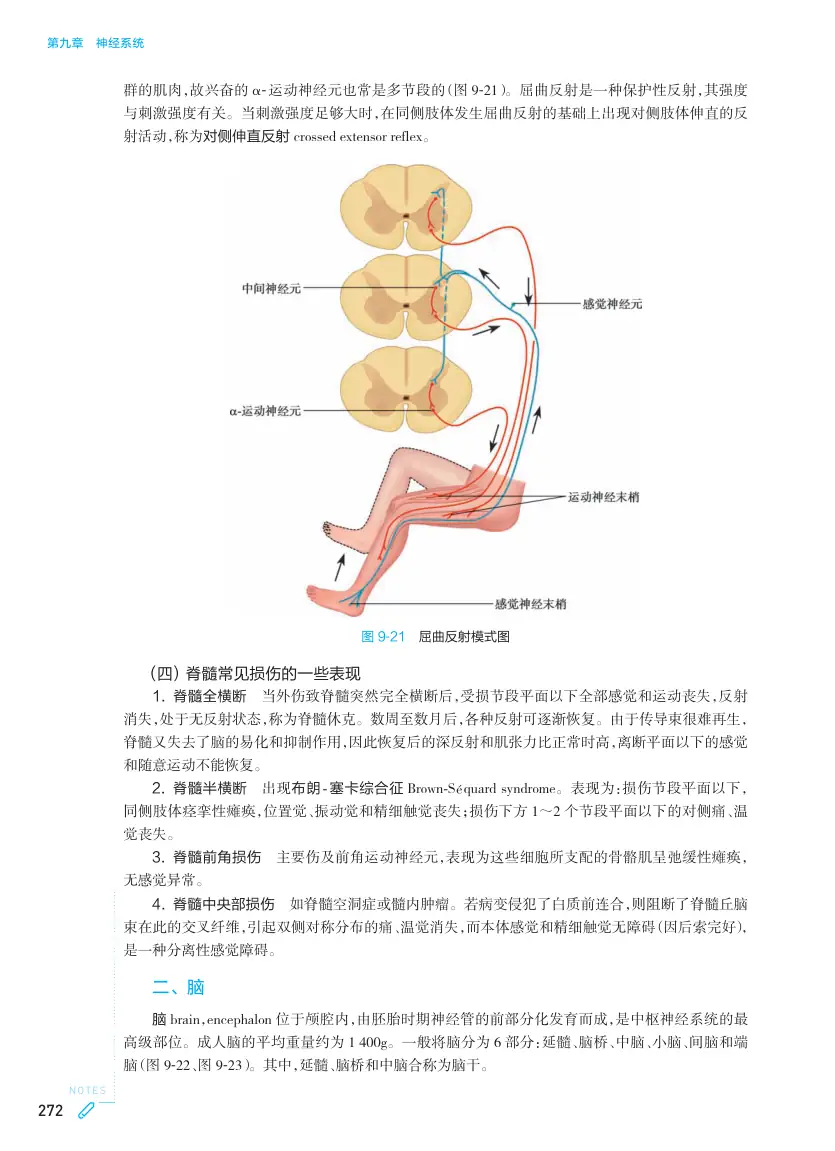 第九章 神经系统
群的肌肉,故兴奋的 α-运动神经元也常是多节段的(图 9-21)。屈曲反射是一种保护性反射,其强度
与刺激强度有关。当刺激强度足够大时,在同侧肢体发生屈曲反射的基础上出现对侧肢体伸直的反
射活动,称为对侧伸直反射 crossed extensor reflex。
中间神经元
感觉神经元
α-运动神经元
运动神经末梢
感觉神经末梢
图 9-21 屈曲反射模式图
(四) 脊髓常见损伤的一些表现
1. 脊髓全横断 当外伤致脊髓突然完全横断后,受损节段平面以下全部感觉和运动丧失,反射
消失,处于无反射状态,称为脊髓休克。数周至数月后,各种反射可逐渐恢复。由于传导束很难再生,
脊髓又失去了脑的易化和抑制作用,因此恢复后的深反射和肌张力比正常时高,离断平面以下的感觉
和随意运动不能恢复。
2. 脊髓半横断 出现布朗-塞卡综合征 Brown-Séquard syndrome。表现为:损伤节段平面以下,
同侧肢体痉挛性瘫痪,位置觉、振动觉和精细触觉丧失;损伤下方 1～2 个节段平面以下的对侧痛、温
觉丧失。
3. 脊髓前角损伤 主要伤及前角运动神经元,表现为这些细胞所支配的骨骼肌呈弛缓性瘫痪,
无感觉异常。
4. 脊髓中央部损伤 如脊髓空洞症或髓内肿瘤。若病变侵犯了白质前连合,则阻断了脊髓丘脑
束在此的交叉纤维,引起双侧对称分布的痛、温觉消失,而本体感觉和精细触觉无障碍(因后索完好),
是一种分离性感觉障碍。
二、脑
脑 brain,encephalon 位于颅腔内,由胚胎时期神经管的前部分化发育而成,是中枢神经系统的最
高级部位。成人脑的平均重量约为 1 400g。一般将脑分为 6 部分:延髓、脑桥、中脑、小脑、间脑和端
脑(图 9-22、图 9-23)。其中,延髓、脑桥和中脑合称为脑干。
NOTES
272